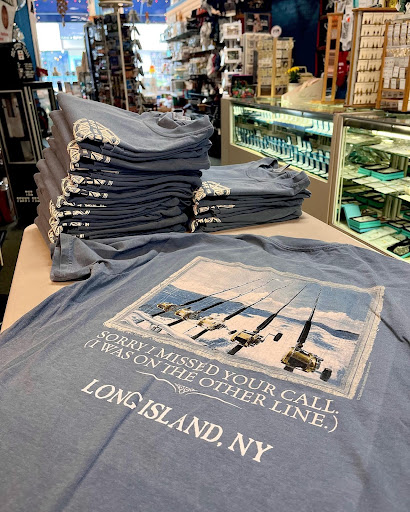 SORRY I MISSED YOUR CALL.
(I WAS ON THE OTHER LINE.)
LONG ISLAND, NY